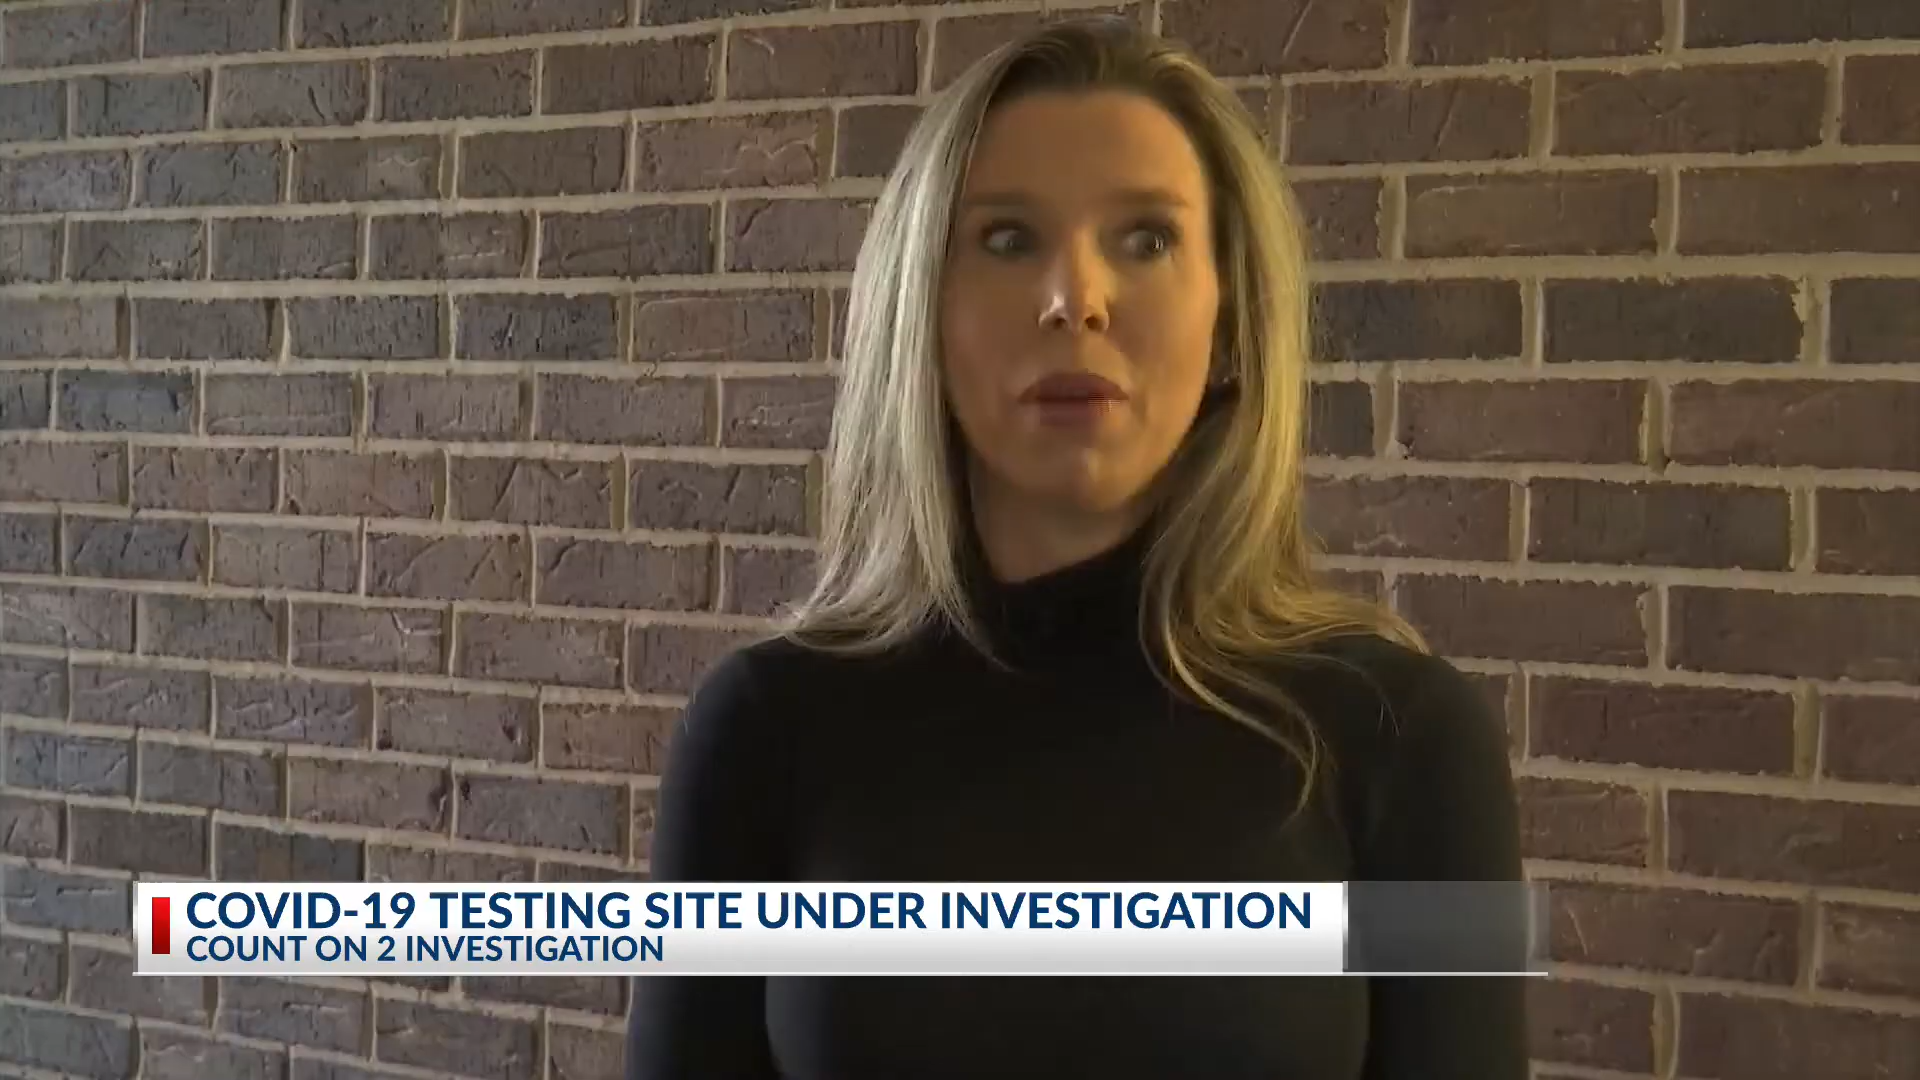 COVID-19 TESTING SITE UNDER INVESTIGATION
COUNT ON 2 INVESTIGATION